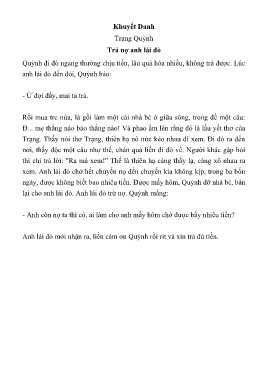 Khuyết Danh
Trạng Quỳnh
Trả nợ anh lái đò
Quỳnh đi đò ngang thường chịu tiền, lâu quá hóa nhiều, không trả được. Lúc
anh lái đò đến đòi, Quỳnh bảo:
- Ừ đợi đấy, mai ta trả.
Rồi mua tre nứa, lá gồi làm một cái nhà bè ở giữa sông, trong đề một câu:
Đ... mẹ thằng nào bảo thằng nào! Và phao ầm lên rằng đó là lầu yết thơ của
Trạng. Thấy nói thơ Trạng, thiên hạ nô nức kéo nhau đi xem. Đi đò ra đến
nơi, thấy độc một câu như thế, chán quá liền đi đò về. Người khác gặp hỏi
thì chỉ trả lời: "Ra mà xem!" Thế là thiên hạ càng thấy lạ, càng xô nhau ra
xem. Anh lái đò chở hết chuyến nọ đến chuyến kia không kịp, trong ba bốn
ngày, được không biết bao nhiêu tiền. Được mấy hôm, Quỳnh dỡ nhà bè, bán
lại cho anh lái đò. Anh lái đò trừ nợ. Quỳnh mắng:
- Anh còn nợ ta thì có, ai làm cho anh mấy hôm chở được bấy nhiêu tiền?
Anh lái đò mới nhận ra, liền cám ơn Quỳnh rối rít và xin trả đủ tiền.